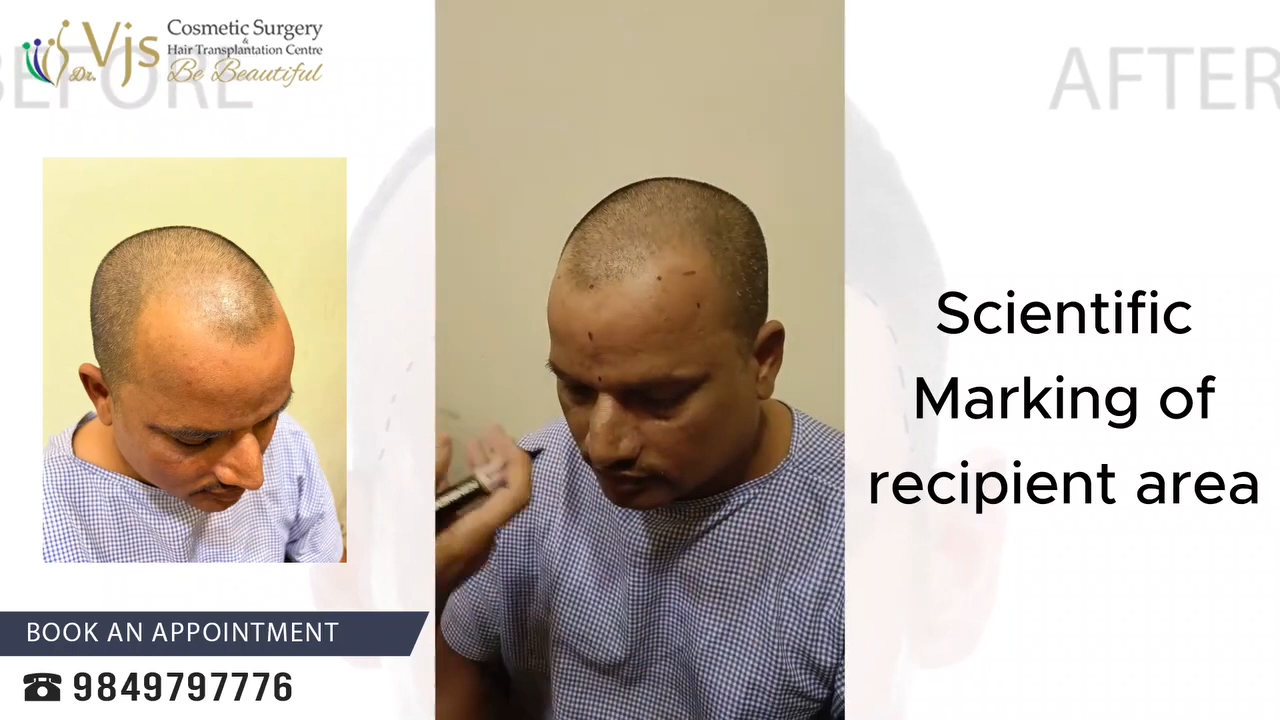 Dr. Vjs
Cosmetic Surgery
&
Hair Transplantation Centre
Be Beautiful
BEFORE
AFTER
Scientific
Marking of
recipient area
BOOK AN APPOINTMENT
9849797776